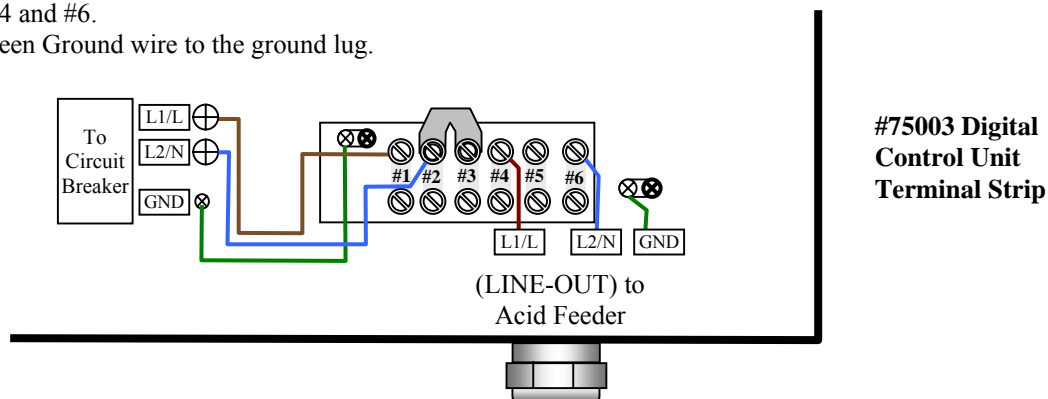 4 and #6.
een Ground wire to the ground lug.
To
Circuit
Breaker
L1/L
L2/N
GND
#1 #2 #3 #4 #5 #6
L1/L L2/N GND
(LINE-OUT) to
Acid Feeder
#75003 Digital
Control Unit
Terminal Strip